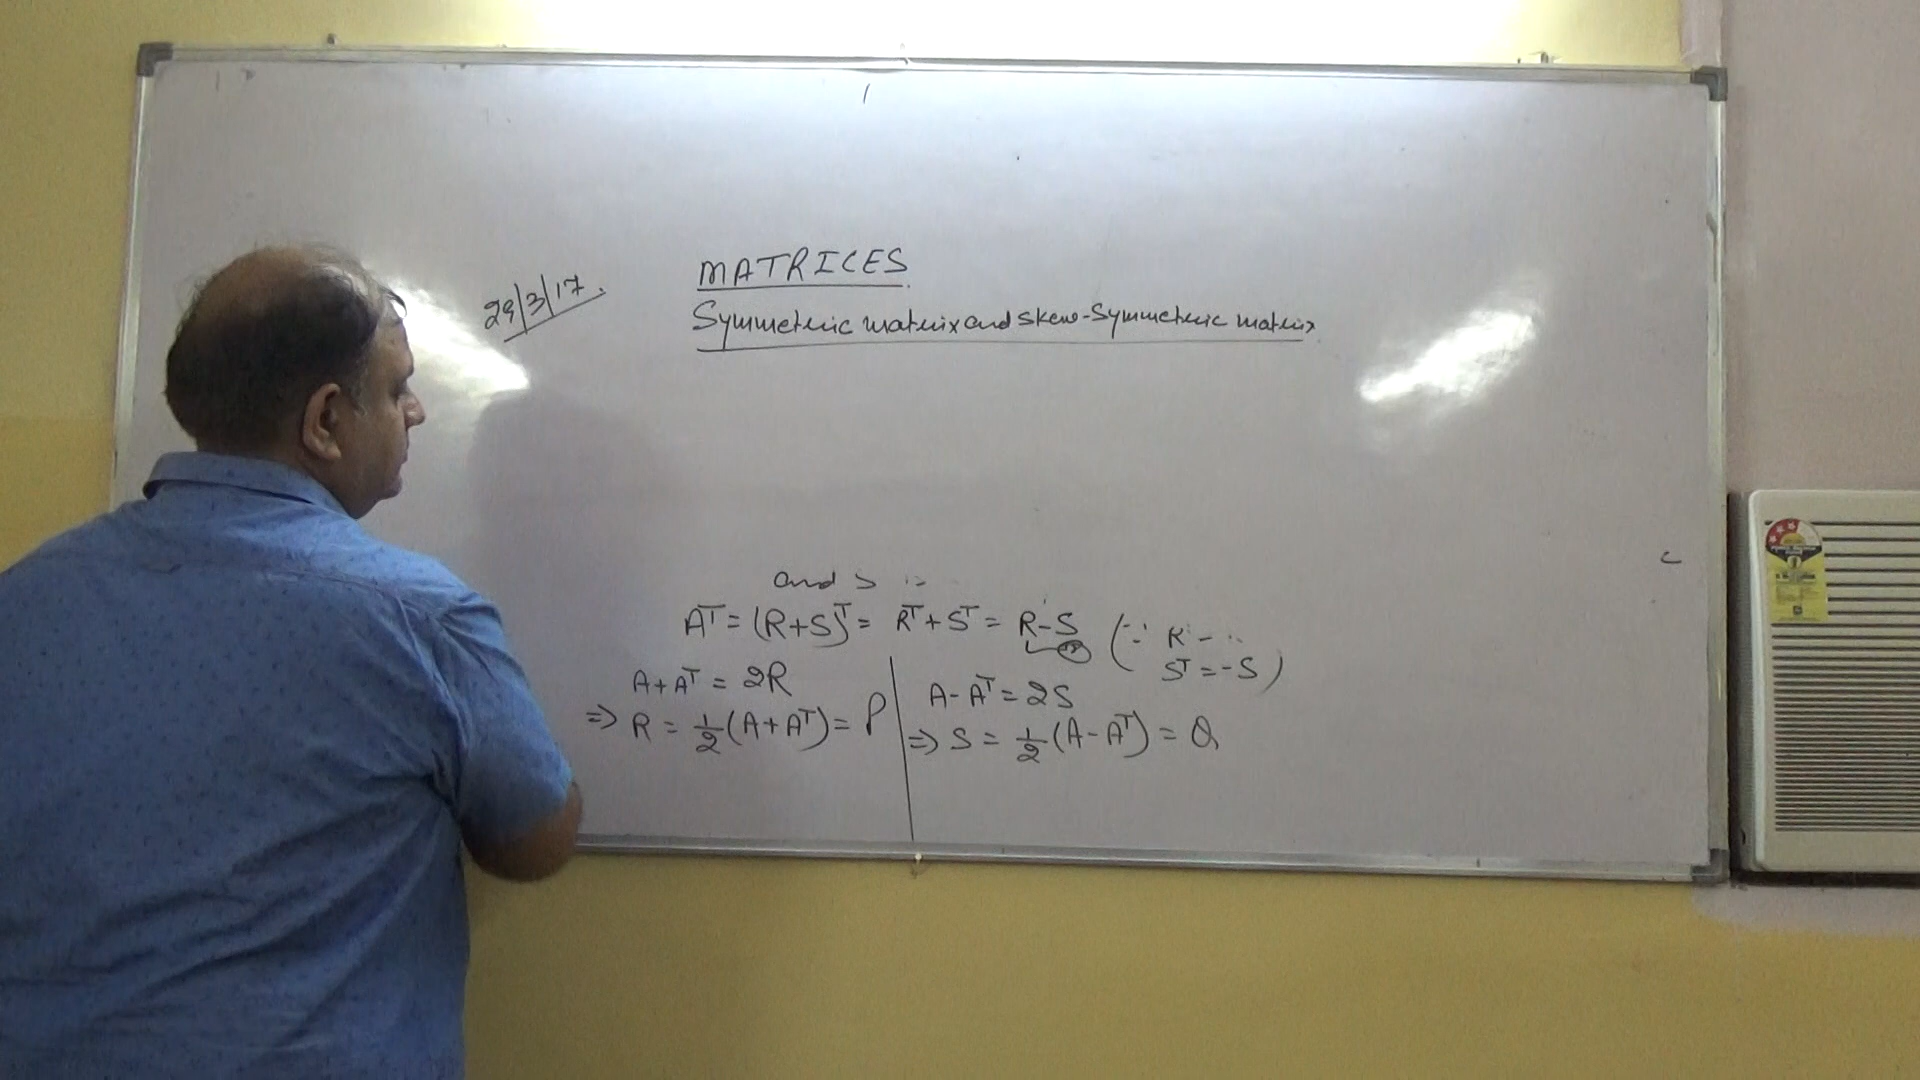 29/3/17.
MATRICES
Symmetric matrix and Skew-Symmetric matrix
and S is
Aᵀ = (R+S)ᵀ = Rᵀ + Sᵀ = R-S (∵ R
Sᵀ = -S)
A+Aᵀ = 2R
⇒ R = 1/2 (A+Aᵀ) = P
A-Aᵀ = 2S
⇒ S = 1/2 (A-Aᵀ) = Q